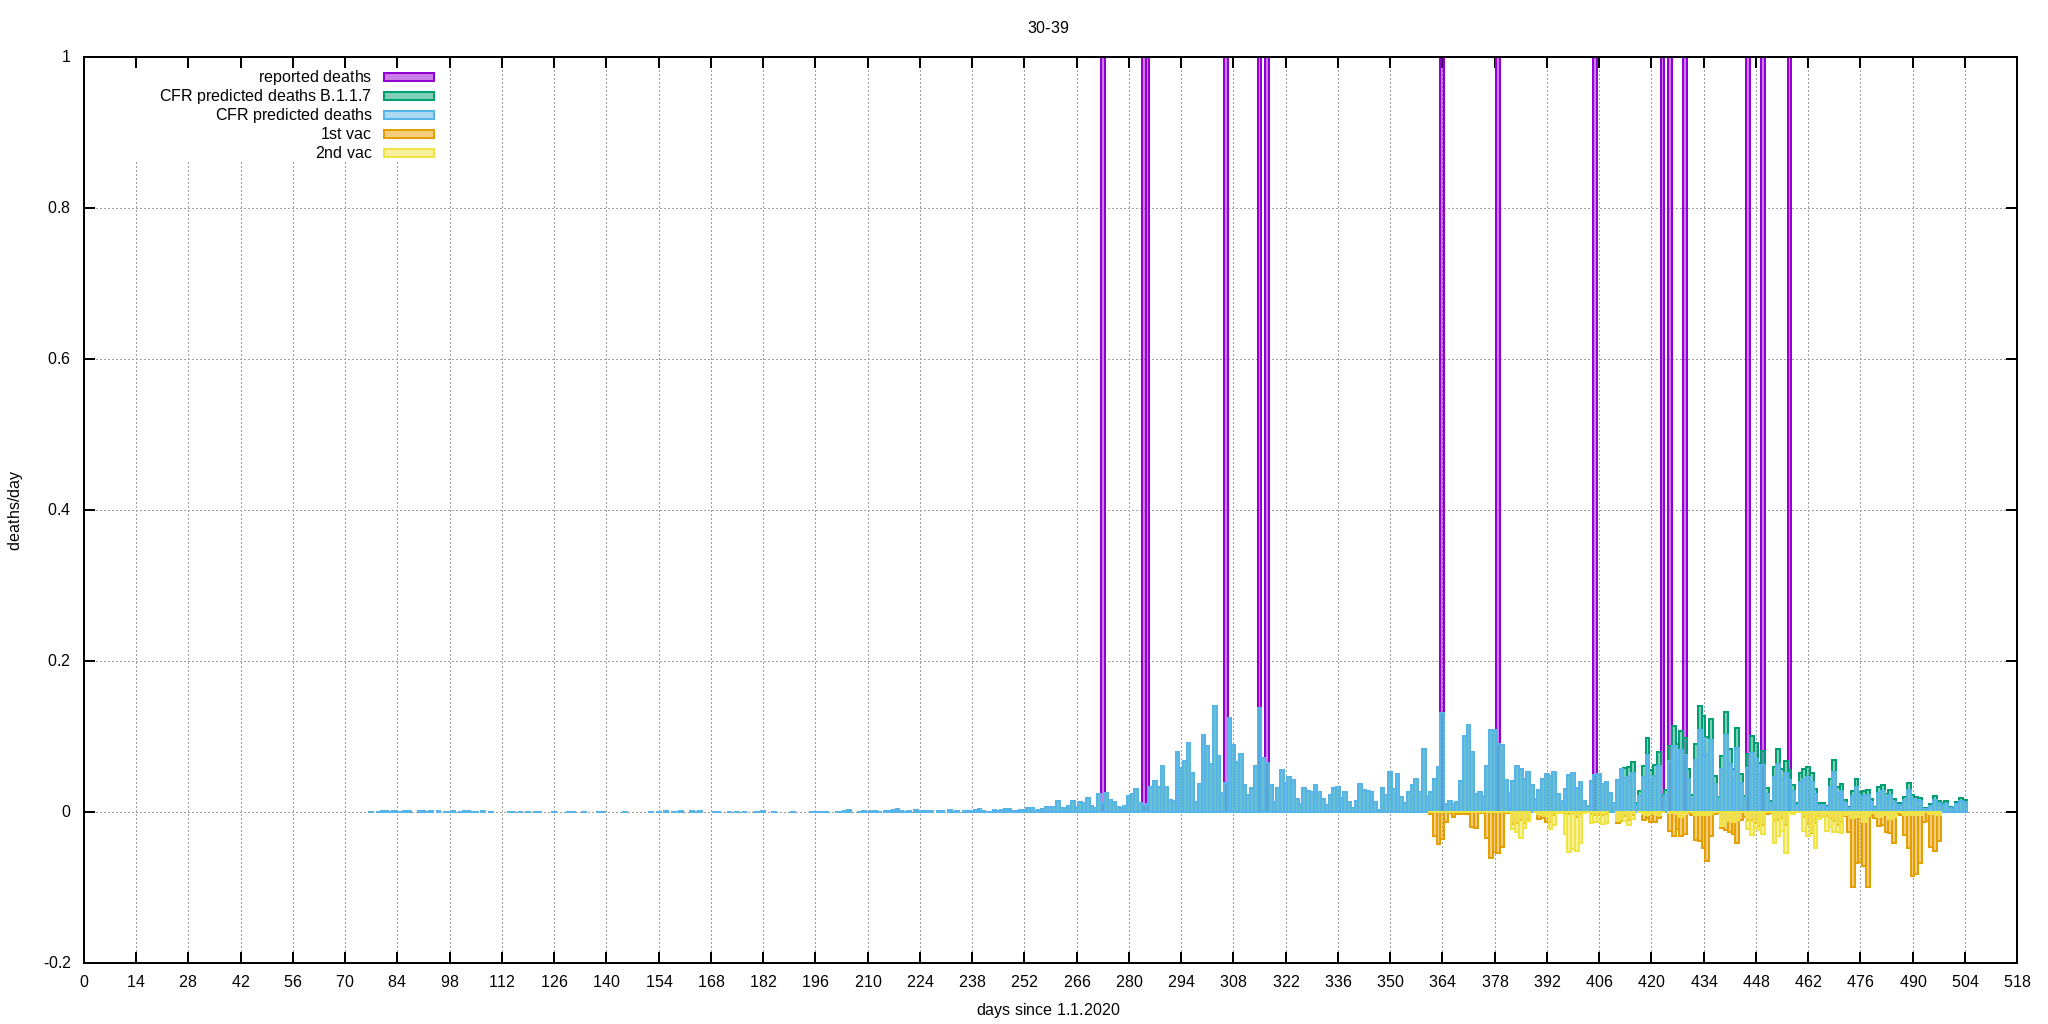 30-39
reported deaths
CFR predicted deaths B.1.1.7
CFR predicted deaths
1st vac
2nd vac
1
0.8
0.6
0.4
0.2
0
-0.2
deaths/day
0 14 28 42 56 70 84 98 112 126 140 154 168 182 196 210 224 238 252 266 280 294 308 322 336 350 364 378 392 406 420 434 448 462 476 490 504 518
days since 1.1.2020